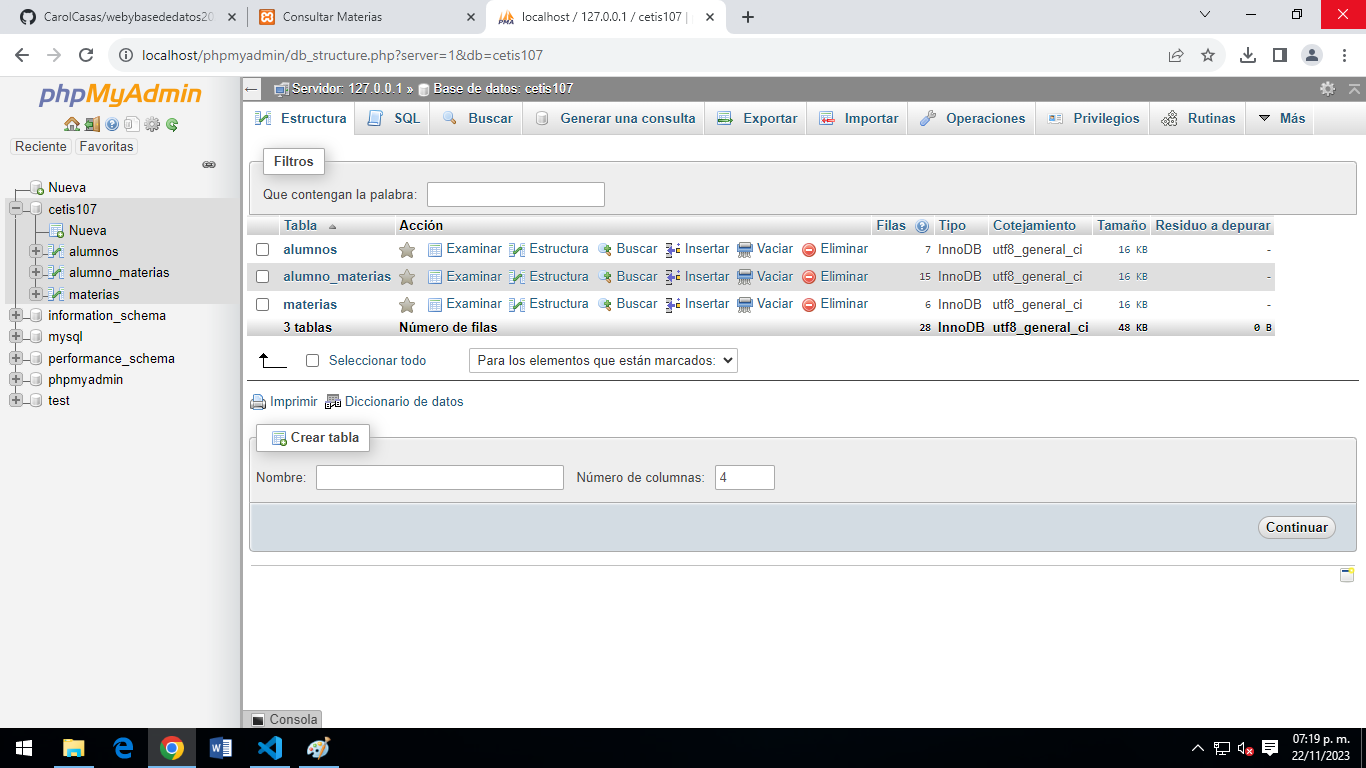 CarolCasas/webybasededatos20
Consultar Materias
localhost / 127.0.0.1 / cetis107 |
localhost/phpmyadmin/db_structure.php?server=1&db=cetis107
phpMyAdmin
Reciente Favoritas
Nueva
cetis107
Nueva
alumnos
alumno_materias
materias
information_schema
mysql
performance_schema
phpmyadmin
test
Servidor: 127.0.0.1 » Base de datos: cetis107
Estructura SQL Buscar Generar una consulta Exportar Importar Operaciones Privilegios Rutinas Más
Filtros
Que contengan la palabra:
Tabla Acción Filas Tipo Cotejamiento Tamaño Residuo a depurar
alumnos Examinar Estructura Buscar Insertar Vaciar Eliminar 7 InnoDB utf8_general_ci 16 KB -
alumno_materias Examinar Estructura Buscar Insertar Vaciar Eliminar 15 InnoDB utf8_general_ci 16 KB -
materias Examinar Estructura Buscar Insertar Vaciar Eliminar 6 InnoDB utf8_general_ci 16 KB -
3 tablas Número de filas 28 InnoDB utf8_general_ci 48 KB 0 B
Seleccionar todo Para los elementos que están marcados:
Imprimir Diccionario de datos
Crear tabla
Nombre: Número de columnas: 4
Continuar
Consola
07:19 p. m.
22/11/2023